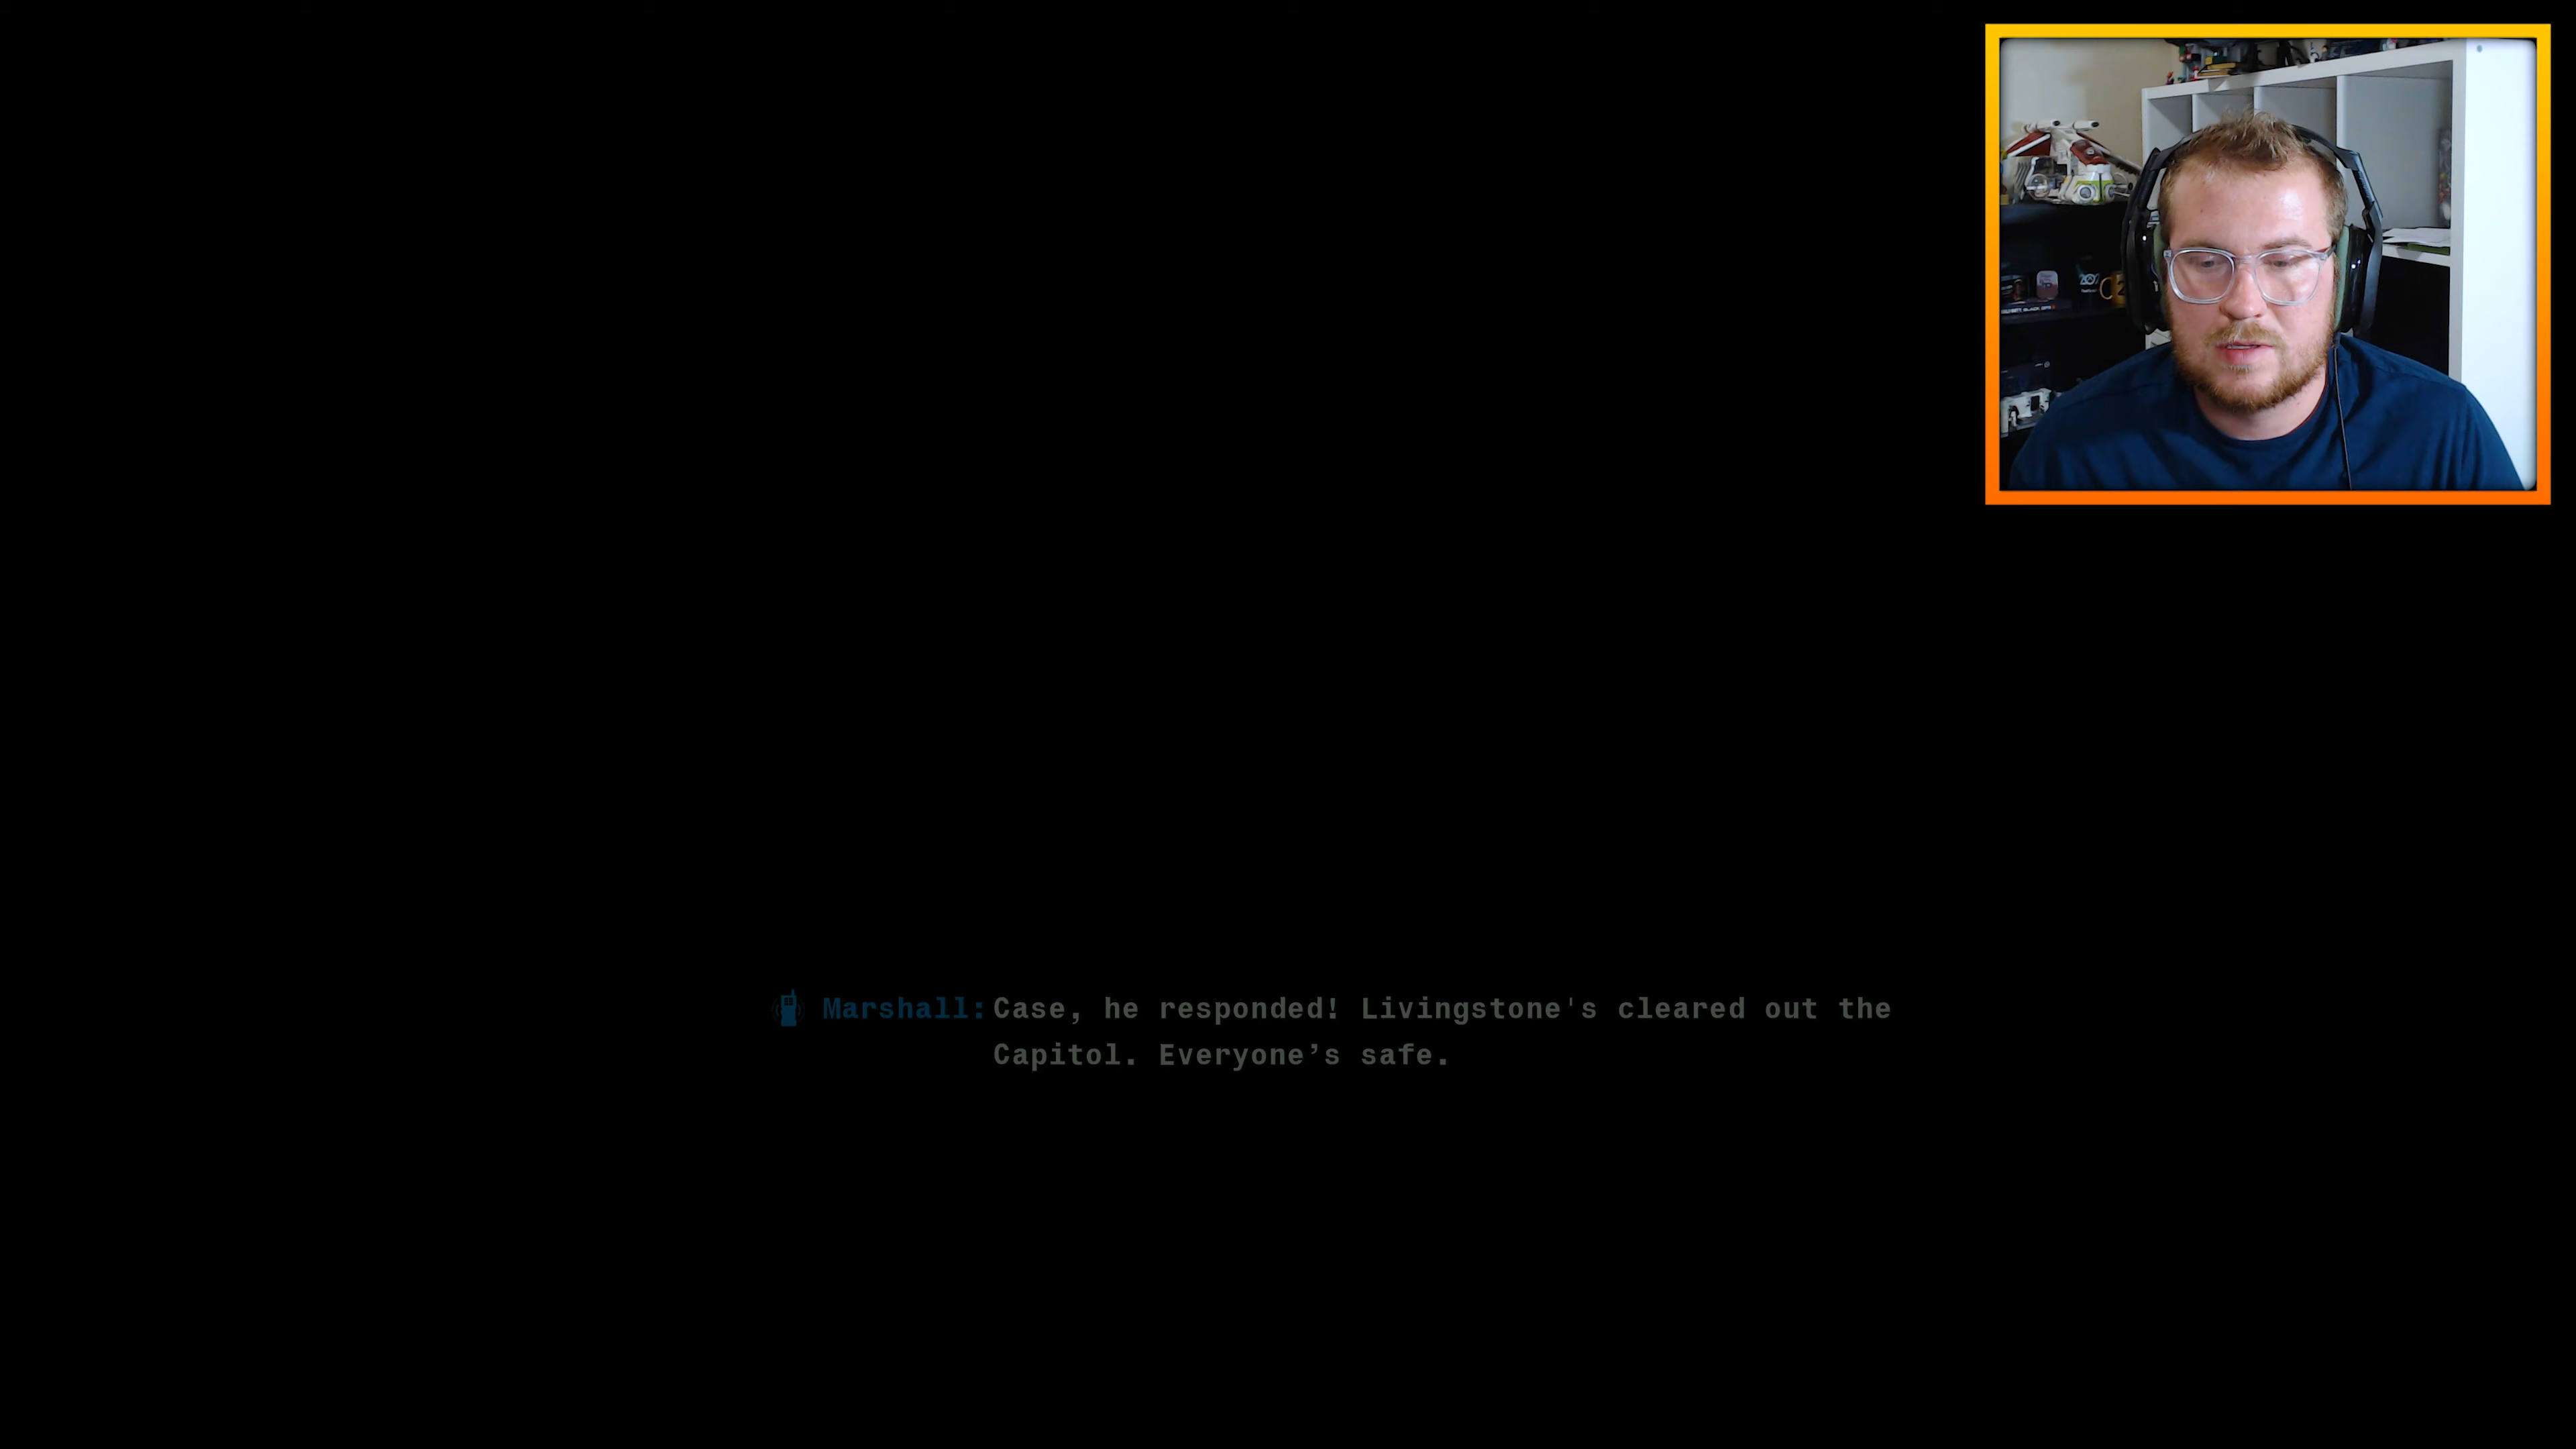 Marshall: Case, he responded! Livingstone's cleared out the
Capitol. Everyone’s safe.